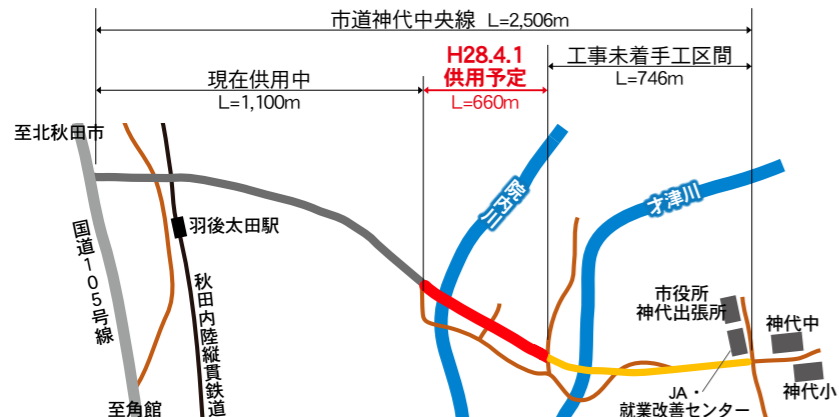 市道神代中央線 L=2,506m
現在供用中
L=1,100m
H28.4.1
供用予定
L=660m
工事未着手工区間
L=746m
至北秋田市
国道105号線
羽後太田駅
秋田内陸縦貫鉄道
至角館
院内川
才津川
市役所
神代出張所
神代中
神代小
JA・
就業改善センター